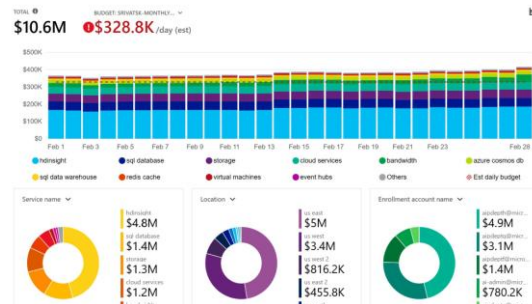 TOTAL
BUDGET: SRIVATSK-MONTHLY...
$10.6M
$328.8K /day (est)
$500K
$400K
$300K
$200K
$100K
$0
Feb 1 Feb 3 Feb 5 Feb 7 Feb 9 Feb 11 Feb 13 Feb 15 Feb 17 Feb 19 Feb 21 Feb 23 Feb 28
hdinsight sql database storage cloud services bandwidth azure cosmos db
sql data warehouse redis cache virtual machines event hubs Others Est daily budget
Service name Location Enrollment account name
hdinsight
$4.8M
sql database
$1.4M
storage
$1.3M
cloud services
$1.2M
us east
$5M
us west
$3.4M
us west 2
$816.2K
us east 2
$455.8K
$4.9M
$3.1M
$1.4M
$780.2K